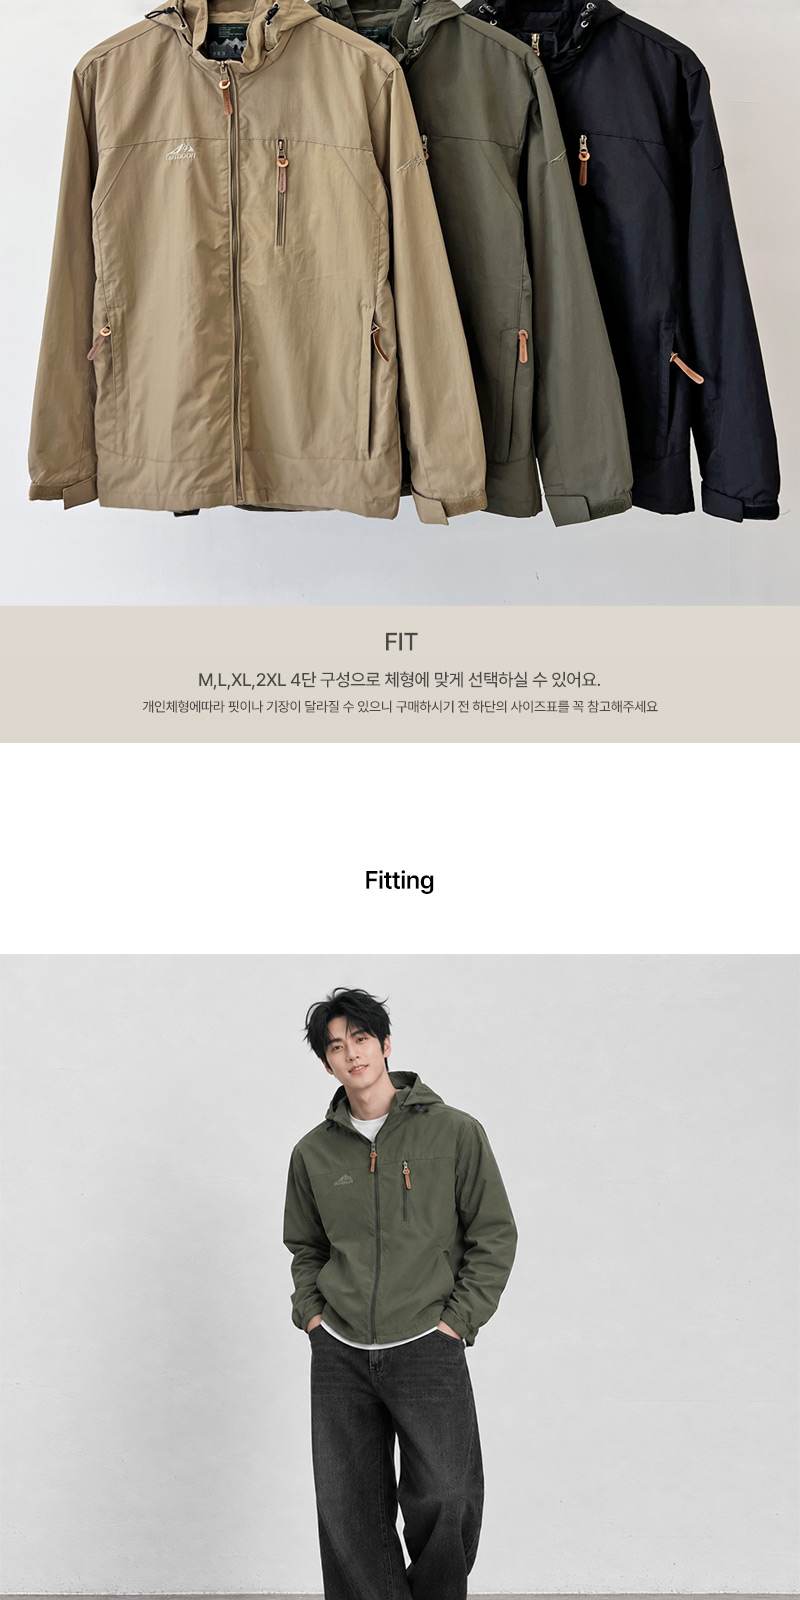 OUTDOOR
FIT
M,L,XL,2XL 4단 구성으로 체형에 맞게 선택하실 수 있어요.
개인체형에따라 핏이나 기장이 달라질 수 있으니 구매하시기 전 하단의 사이즈표를 꼭 참고해주세요
Fitting